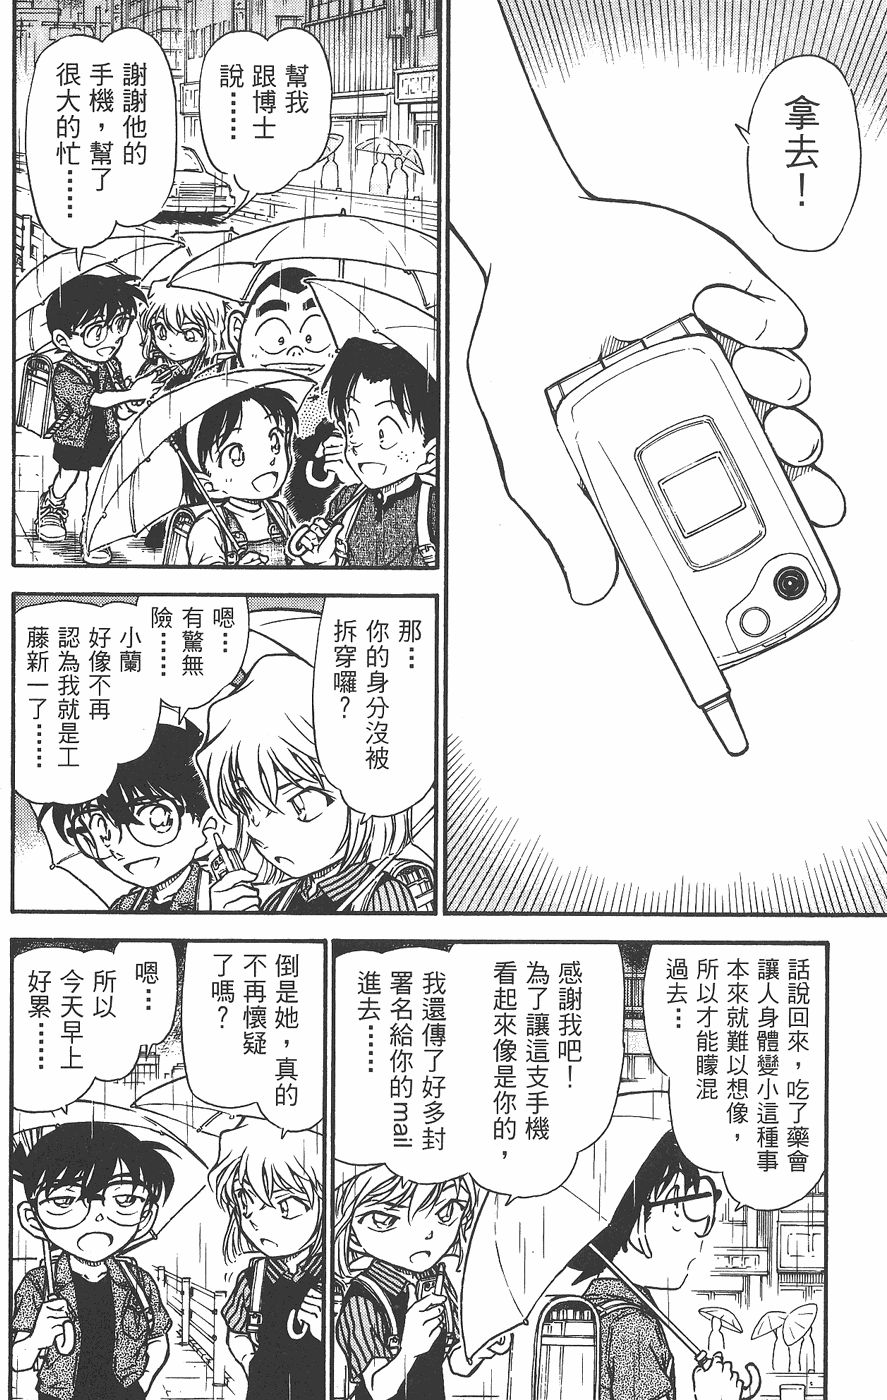 拿去！
幫我
跟博士
說……
謝謝他的
手機，幫了
很大的忙……
那…
你的身分沒被
拆穿囉？
嗯…
有驚無
險……
小蘭
好像不再
認為我就是工
藤新一了……
話說回來，吃了藥會
讓人身體變小這種事
本來就難以想像，
所以才能矇混
過去…
感謝我吧！
為了讓這支手機
看起來像是你的，
我還傳了好多封
署名給你的mail
進去……
倒是她，真的
不再懷疑
了嗎？
嗯…
所以
今天早上
好累……